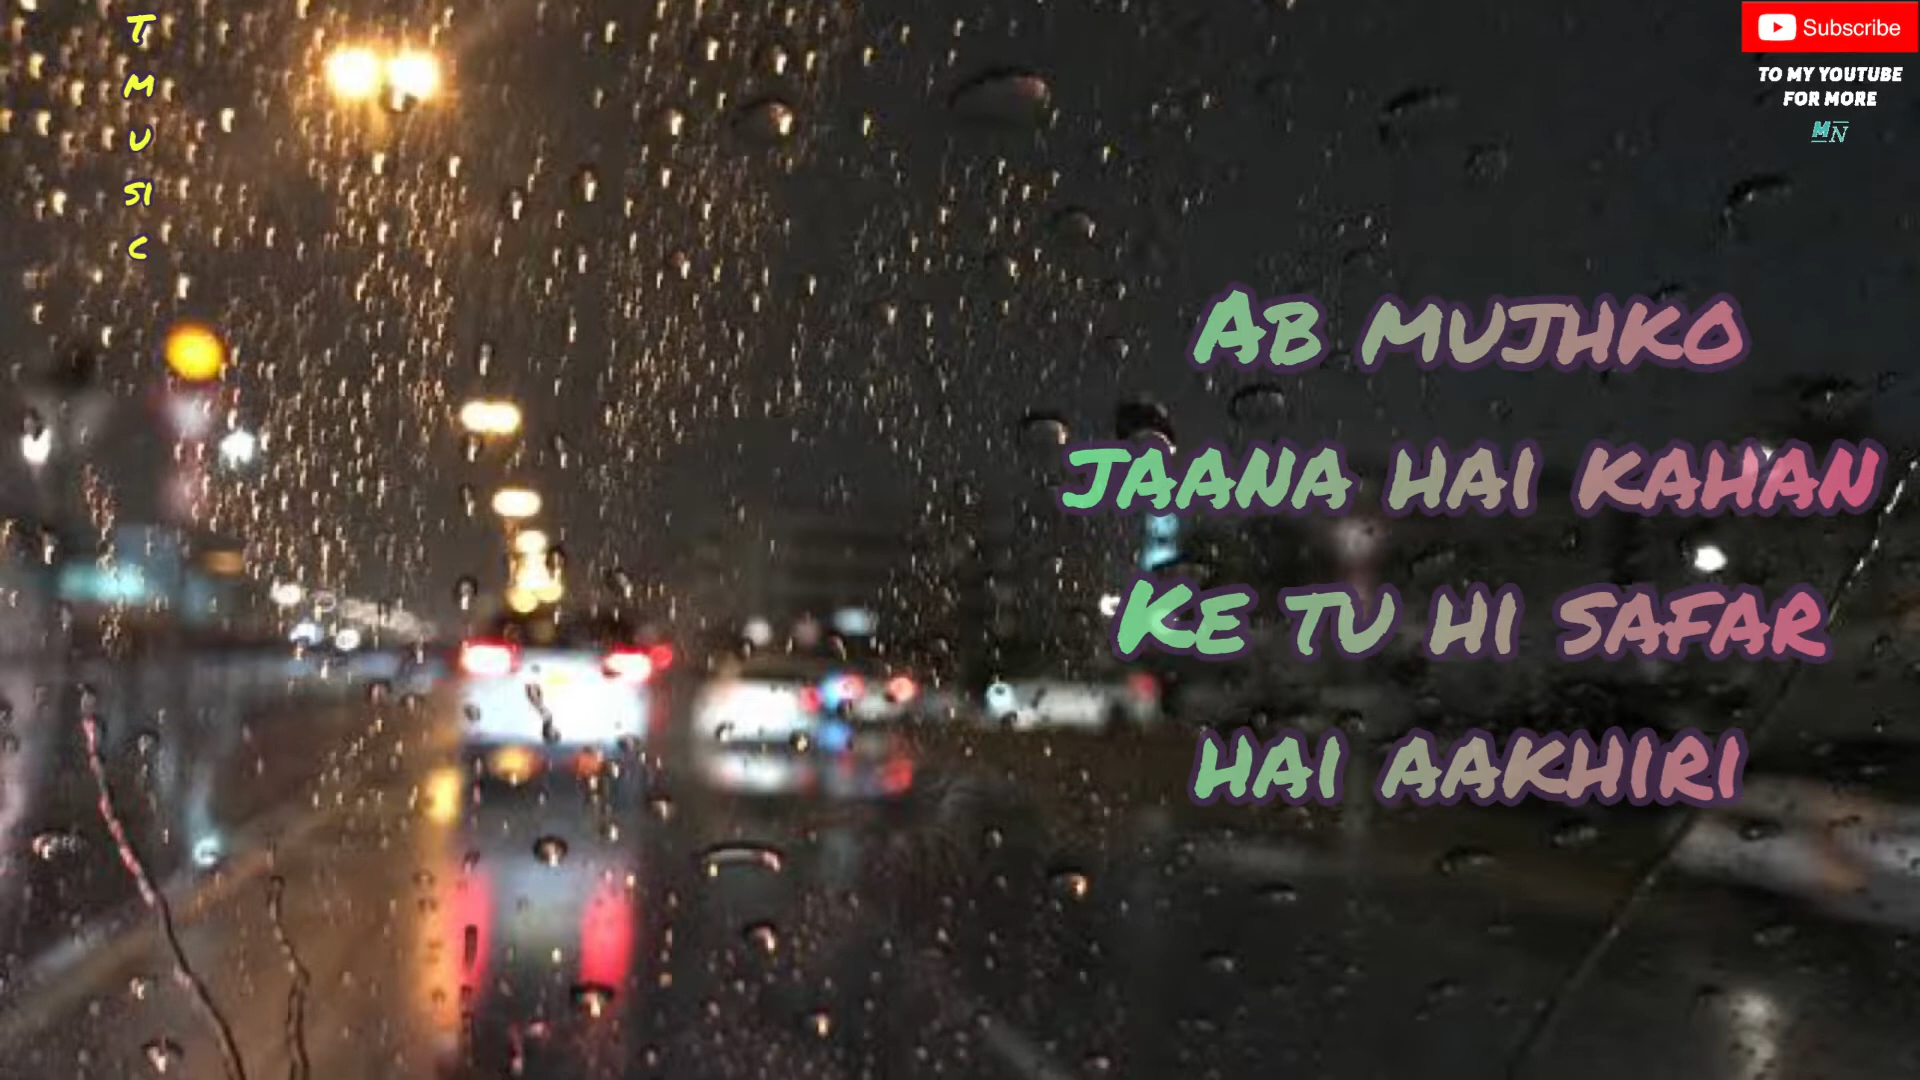 T
M
U
SI
C
Subscribe
TO MY YOUTUBE
FOR MORE
MN
Ab mujhko
jaana hai kahan
Ke tu hi safar
hai aakhiri